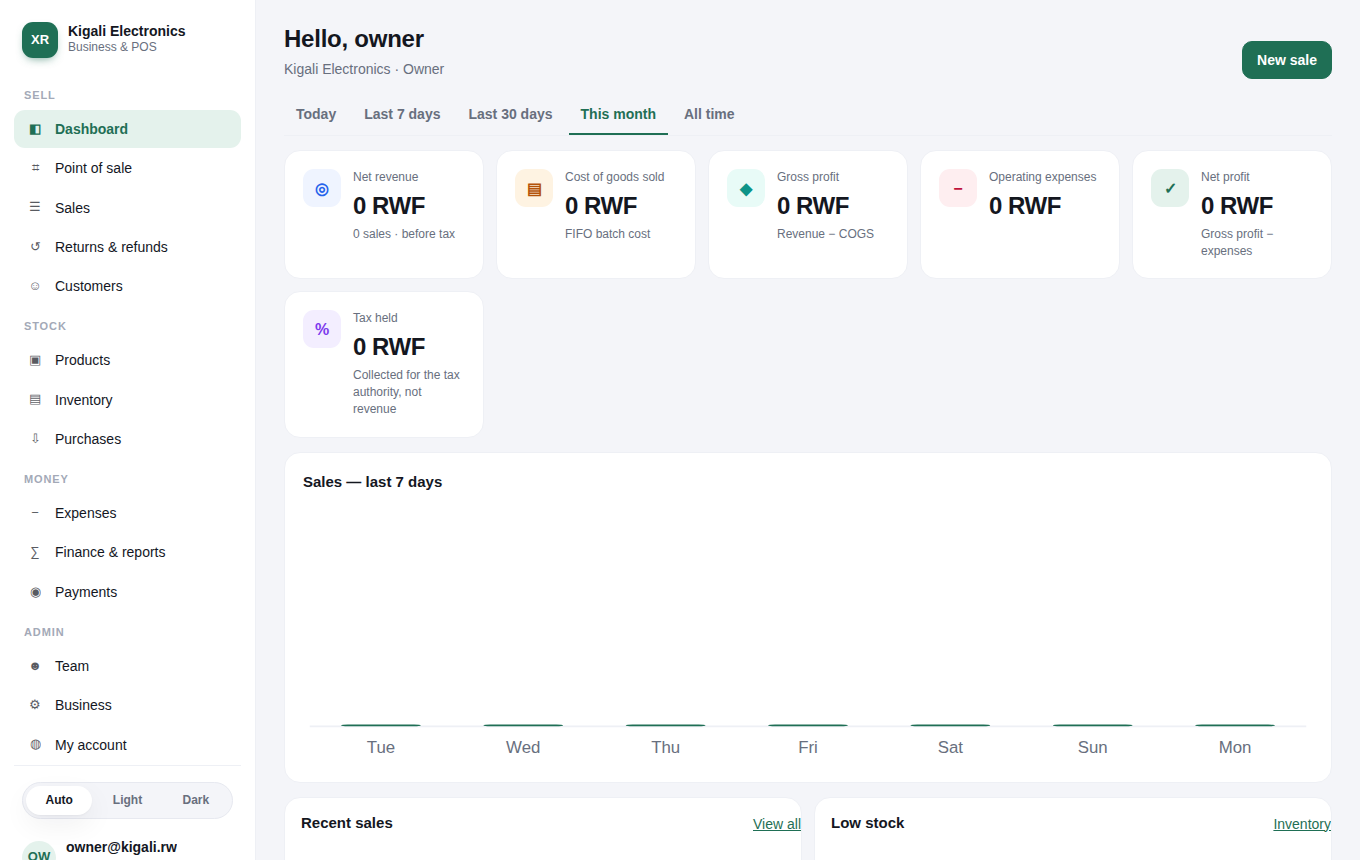 XR
Kigali Electronics
Business & POS
SELL
Dashboard
Point of sale
Sales
Returns & refunds
Customers
STOCK
Products
Inventory
Purchases
MONEY
Expenses
Finance & reports
Payments
ADMIN
Team
Business
My account
Auto Light Dark
OW
owner@kigali.rw
Hello, owner
Kigali Electronics · Owner
New sale
Today Last 7 days Last 30 days This month All time
Net revenue
0 RWF
0 sales · before tax
Cost of goods sold
0 RWF
FIFO batch cost
Gross profit
0 RWF
Revenue − COGS
Operating expenses
0 RWF
Net profit
0 RWF
Gross profit −
expenses
%
Tax held
0 RWF
Collected for the tax
authority, not
revenue
Sales — last 7 days
Tue Wed Thu Fri Sat Sun Mon
Recent sales
View all
Low stock
Inventory